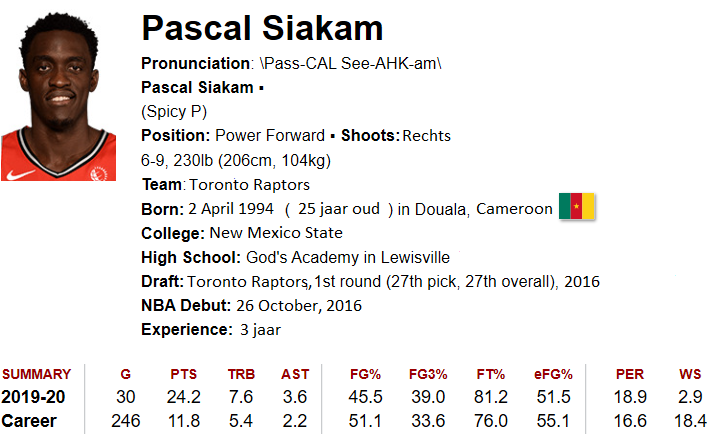 Pascal Siakam
Pronunciation: \Pass-CAL See-AHK-am\
Pascal Siakam ▪
(Spicy P)
Position: Power Forward ▪ Shoots: Rechts
6-9, 230lb (206cm, 104kg)
Team: Toronto Raptors
Born: 2 April 1994 ( 25 jaar oud ) in Douala, Cameroon
College: New Mexico State
High School: God's Academy in Lewisville
Draft: Toronto Raptors, 1st round (27th pick, 27th overall), 2016
NBA Debut: 26 October, 2016
Experience: 3 jaar
SUMMARY G PTS TRB AST FG% FG3% FT% eFG% PER WS
2019-20 30 24.2 7.6 3.6 45.5 39.0 81.2 51.5 18.9 2.9
Career 246 11.8 5.4 2.2 51.1 33.6 76.0 55.1 16.6 18.4